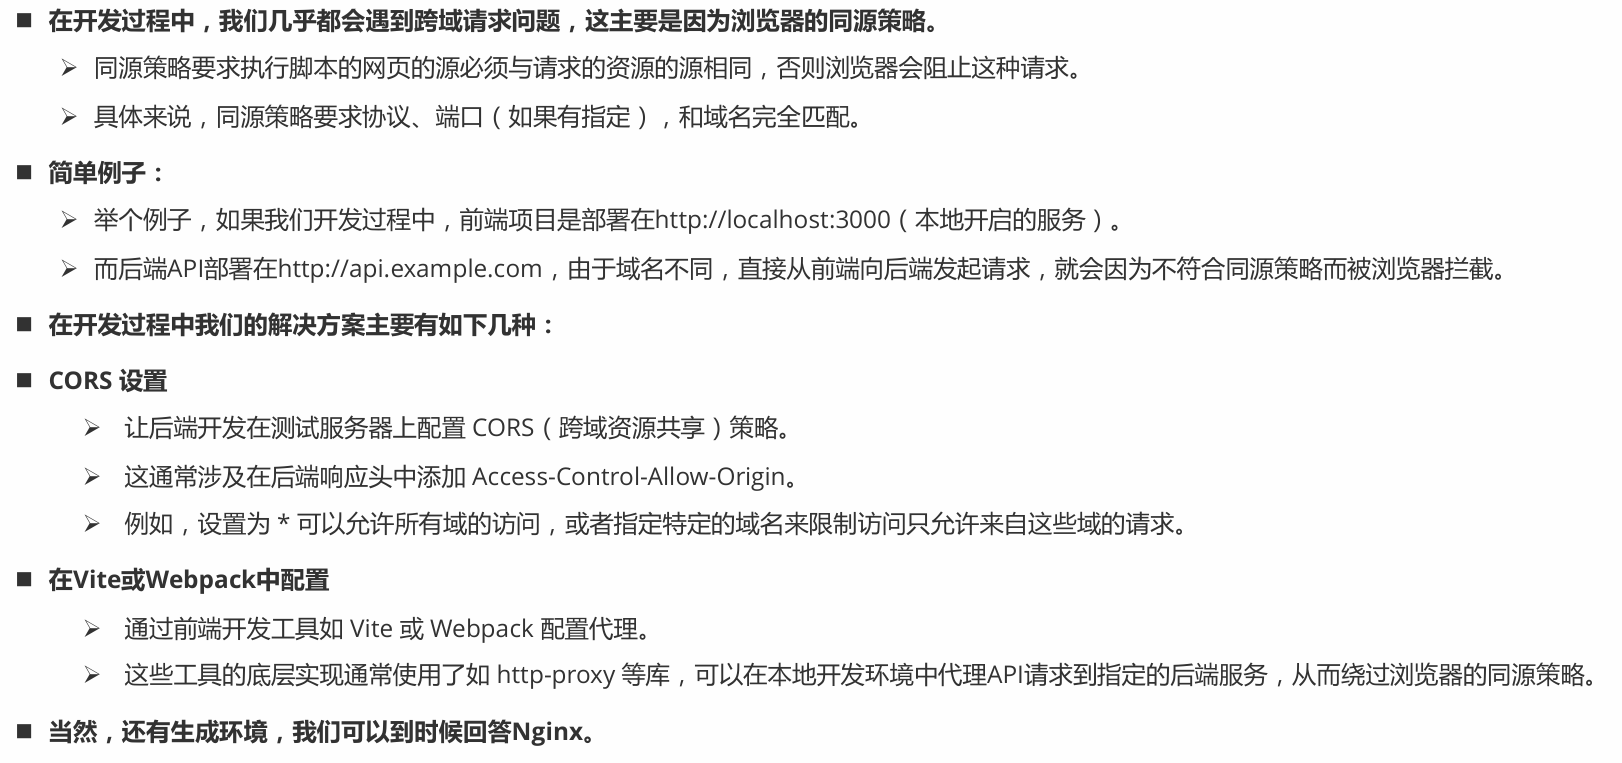 ■ 在开发过程中，我们几乎都会遇到跨域请求问题，这主要是因为浏览器的同源策略。
➢ 同源策略要求执行脚本的网页的源必须与请求的资源的源相同，否则浏览器会阻止这种请求。
➢ 具体来说，同源策略要求协议、端口（如果有指定），和域名完全匹配。
■ 简单例子：
➢ 举个例子，如果我们开发过程中，前端项目是部署在http://localhost:3000（本地开启的服务）。
➢ 而后端API部署在http://api.example.com，由于域名不同，直接从前端向后端发起请求，就会因为不符合同源策略而被浏览器拦截。
■ 在开发过程中我们的解决方案主要有如下几种：
■ CORS 设置
➢ 让后端开发在测试服务器上配置 CORS（跨域资源共享）策略。
➢ 这通常涉及在后端响应头中添加 Access-Control-Allow-Origin。
➢ 例如，设置为 * 可以允许所有域的访问，或者指定特定的域名来限制访问只允许来自这些域的请求。
■ 在Vite或Webpack中配置
➢ 通过前端开发工具如 Vite 或 Webpack 配置代理。
➢ 这些工具的底层实现通常使用了如 http-proxy 等库，可以在本地开发环境中代理API请求到指定的后端服务，从而绕过浏览器的同源策略。
■ 当然，还有生成环境，我们可以到时候回答Nginx。